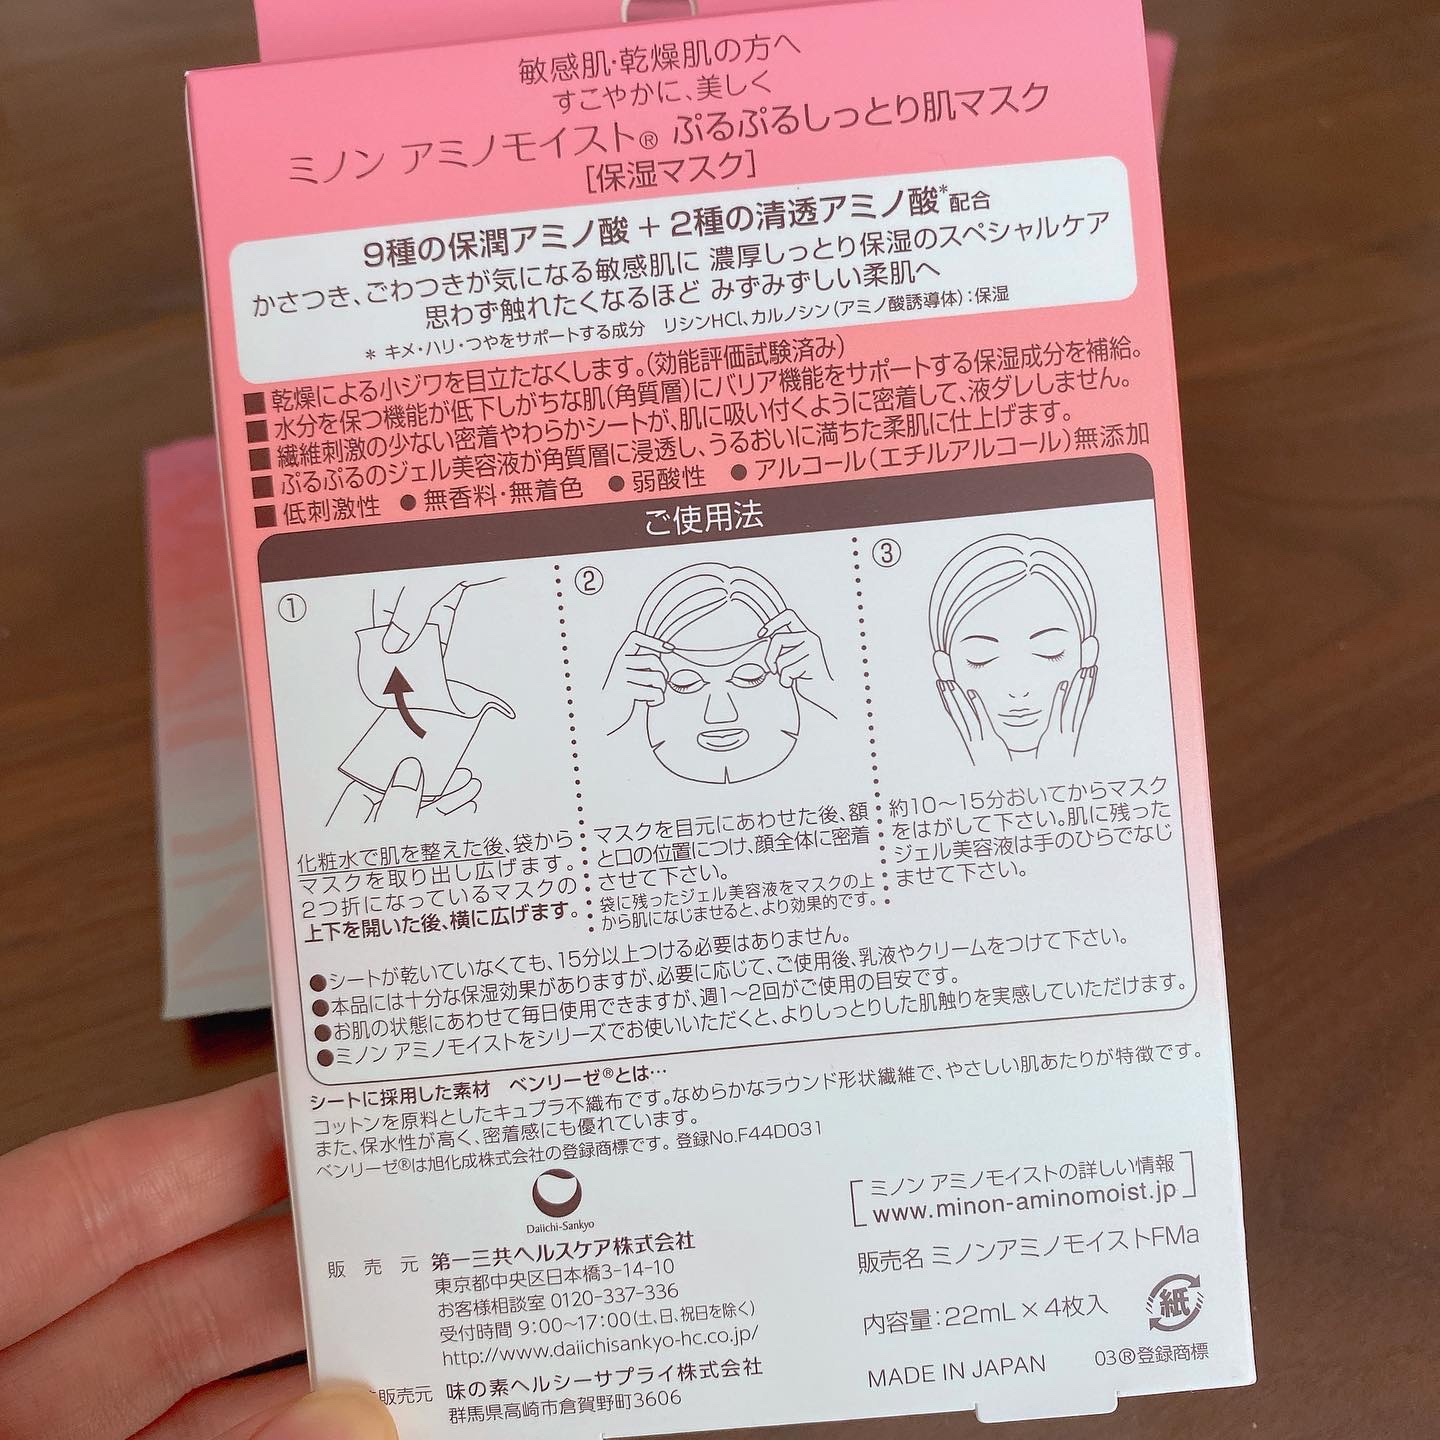 敏感肌・乾燥肌の方へ
すこやかに、美しく
ミノン アミノモイスト® ぷるぷるしっとり肌マスク
［保湿マスク］
9種の保潤アミノ酸 + 2種の清透アミノ酸*配合
かさつき、ごわつきが気になる敏感肌に 濃厚しっとり保湿のスペシャルケア
思わず触れたくなるほど みずみずしい柔肌へ
* キメ・ハリ・つやをサポートする成分 リシンHCl、カルノシン（アミノ酸誘導体）：保湿
■ 乾燥による小ジワを目立たなくします。（効能評価試験済み）
■ 水分を保つ機能が低下しがちな肌（角質層）にバリア機能をサポートする保湿成分を補給。
■ 繊維刺激の少ない密着やわらかシートが、肌に吸い付くように密着して、液ダレしません。
■ ぷるぷるのジェル美容液が角質層に浸透し、うるおいに満ちた柔肌に仕上げます。
■ 低刺激性 ●無香料・無着色 ●弱酸性 ●アルコール（エチルアルコール）無添加
ご使用法
①
化粧水で肌を整えた後、袋から
マスクを取り出し広げます。
2つ折になっているマスクの
上下を開いた後、横に広げます。
②
マスクを目元にあわせた後、額
と口の位置につけ、顔全体に密着
させて下さい。
袋に残ったジェル美容液をマスクの上
から肌になじませると、より効果的です。
③
約10～15分おいてからマスク
をはがして下さい。肌に残った
ジェル美容液は手のひらでなじ
ませて下さい。
●シートが乾いていなくても、15分以上つける必要はありません。
●本品には十分な保湿効果がありますが、必要に応じて、ご使用後、乳液やクリームをつけて下さい。
●お肌の状態にあわせて毎日使用できますが、週1～2回がご使用の目安です。
●ミノン アミノモイストをシリーズでお使いいただくと、よりしっとりした肌触りを実感していただけます。
シートに採用した素材 ベンリーゼ®とは…
コットンを原料としたキュプラ不織布です。なめらかなラウンド形状繊維で、やさしい肌あたりが特徴です。
また、保水性が高く、密着感にも優れています。
ベンリーゼ®は旭化成株式会社の登録商標です。登録No.F44D031
Daiichi-Sankyo
販売元 第一三共ヘルスケア株式会社
東京都中央区日本橋3-14-10
お客様相談室 0120-337-336
受付時間 9:00～17:00（土、日、祝日を除く）
http://www.daiichisankyo-hc.co.jp/
販売元 味の素ヘルシーサプライ株式会社
群馬県高崎市倉賀野町3606
ミノン アミノモイストの詳しい情報
www.minon-aminomoist.jp
販売名 ミノンアミノモイストFMa
内容量：22mL×4枚入
紙
MADE IN JAPAN
03®登録商標